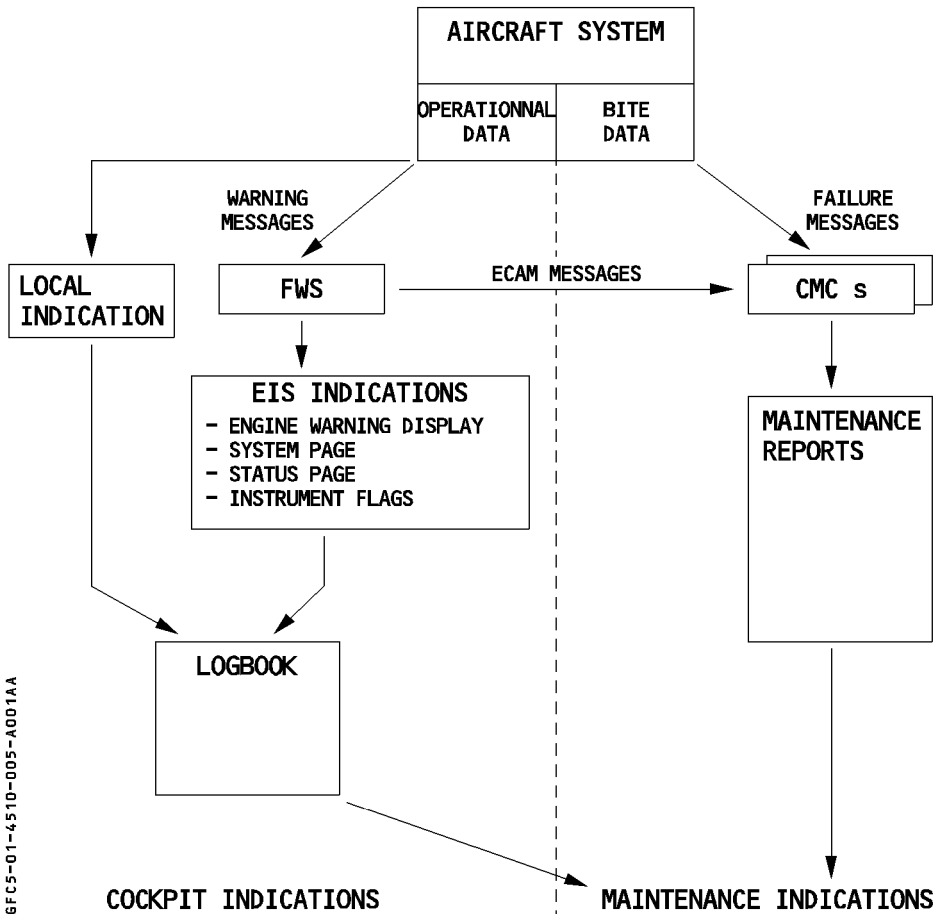 AIRCRAFT SYSTEM
OPERATIONNAL
DATA
BITE
DATA
WARNING
MESSAGES
FAILURE
MESSAGES
LOCAL
INDICATION
FWS
ECAM MESSAGES
CMC s
EIS INDICATIONS
- ENGINE WARNING DISPLAY
- SYSTEM PAGE
- STATUS PAGE
- INSTRUMENT FLAGS
MAINTENANCE
REPORTS
LOGBOOK
COCKPIT INDICATIONS
MAINTENANCE INDICATIONS
GFC5-01-4510-005-A001AA